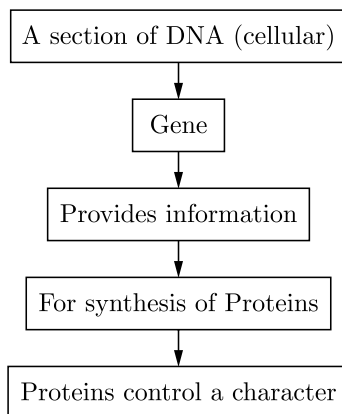 A section of DNA (cellular)
Gene
Provides information
For synthesis of Proteins
Proteins control a character